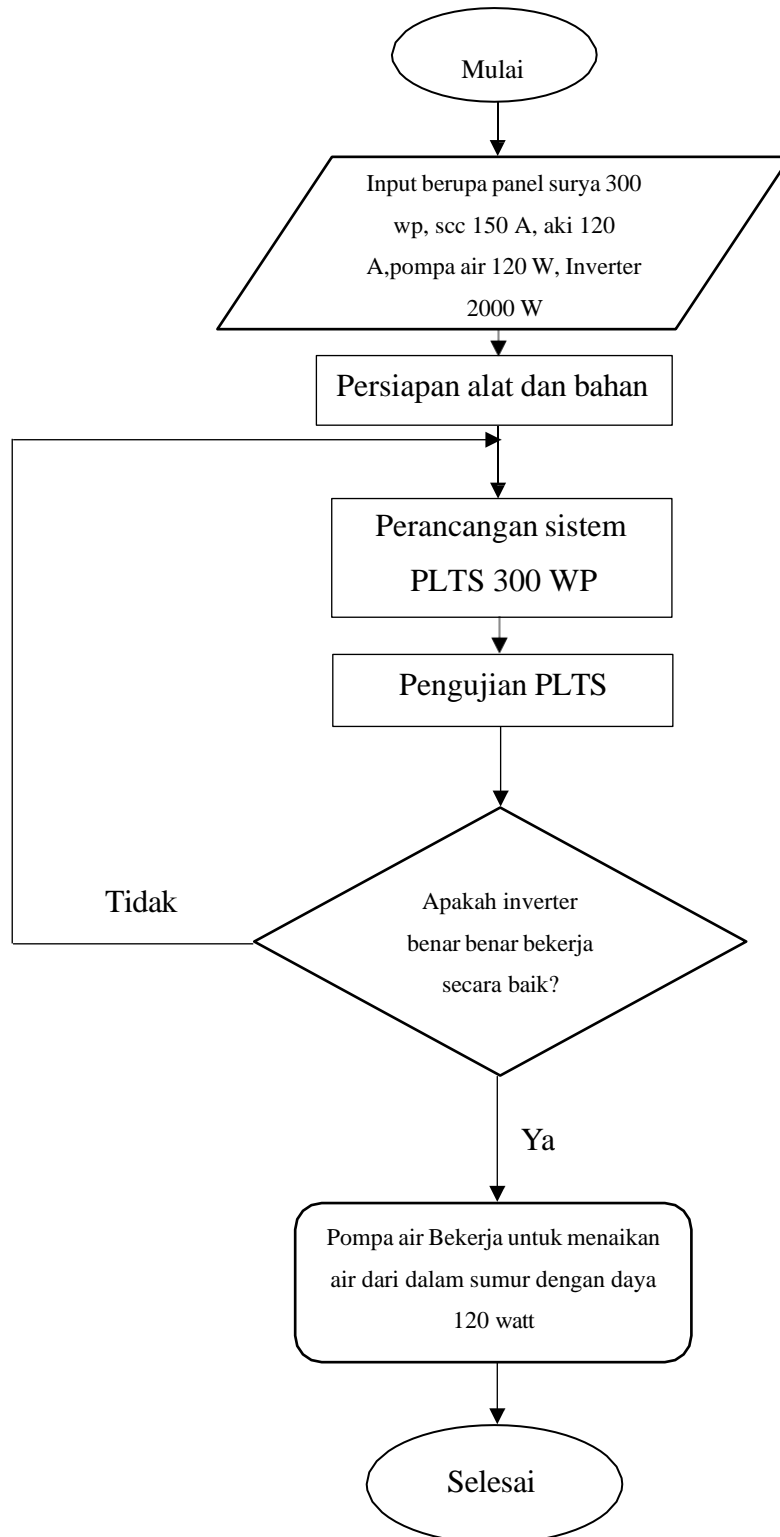 Mulai
Input berupa panel surya 300
wp, scc 150 A, aki 120
A,pompa air 120 W, Inverter
2000 W
Persiapan alat dan bahan
Perancangan sistem
PLTS 300 WP
Pengujian PLTS
Tidak
Apakah inverter
benar benar bekerja
secara baik?
Ya
Pompa air Bekerja untuk menaikan
air dari dalam sumur dengan daya
120 watt
Selesai